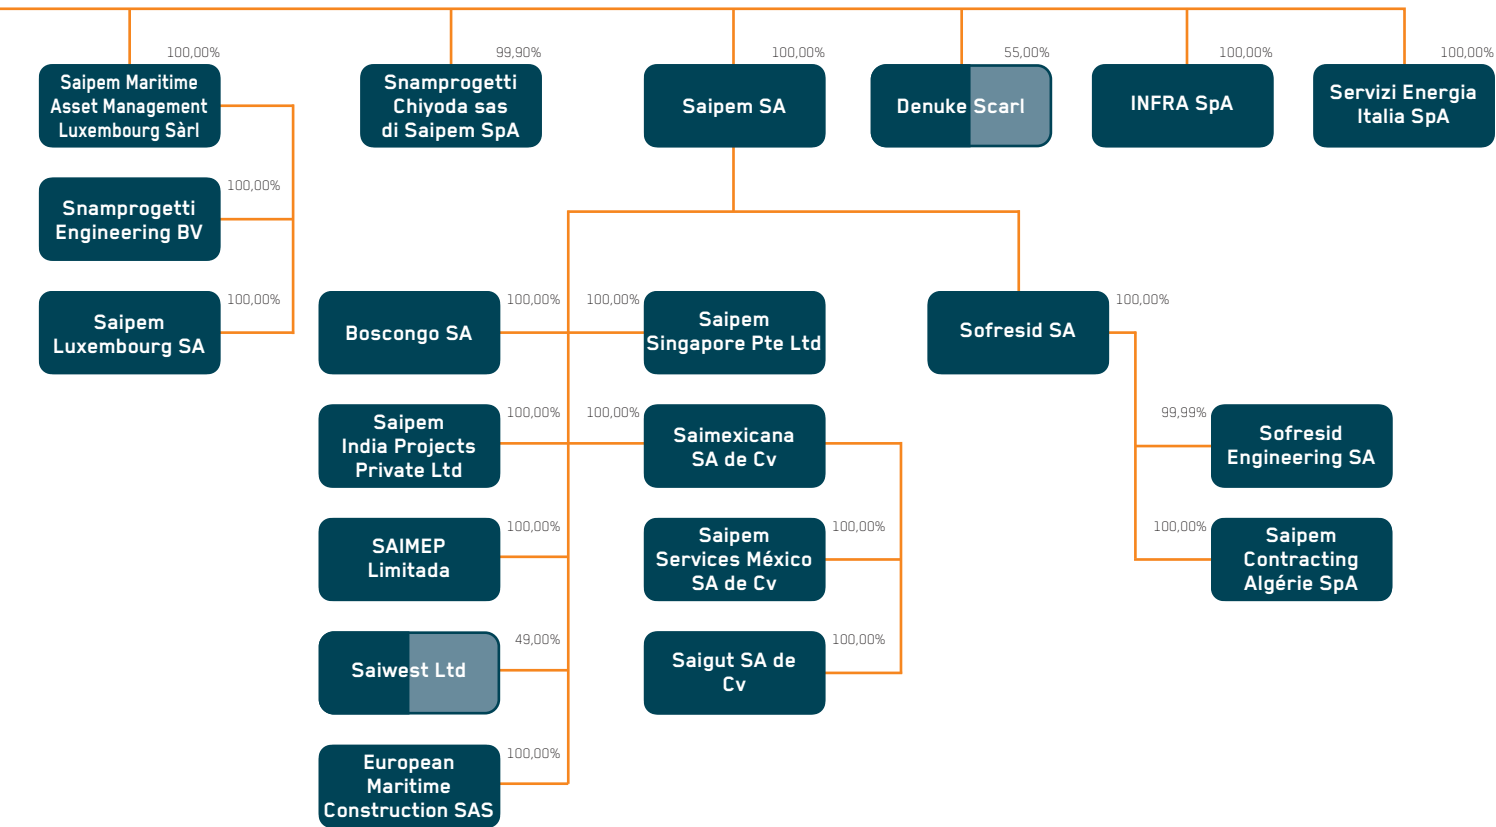 100,00%
99,90%
100,00%
55,00%
100,00%
100,00%
Saipem Maritime
Asset Management
Luxembourg Sàrl
Snamprogetti
Chiyoda sas
di Saipem SpA
Saipem SA
Denuke Scarl
INFRA SpA
Servizi Energia
Italia SpA
100,00%
Snamprogetti
Engineering BV
100,00%
Saipem
Luxembourg SA
100,00%
Boscongo SA
100,00%
Saipem
Singapore Pte Ltd
100,00%
Sofresid SA
100,00%
Saipem
India Projects
Private Ltd
100,00%
Saimexicana
SA de Cv
99,99%
Sofresid
Engineering SA
100,00%
SAIMEP
Limitada
100,00%
Saipem
Services México
SA de Cv
100,00%
Saipem
Contracting
Algérie SpA
49,00%
Saiwest Ltd
100,00%
Saigut SA de
Cv
100,00%
European
Maritime
Construction SAS